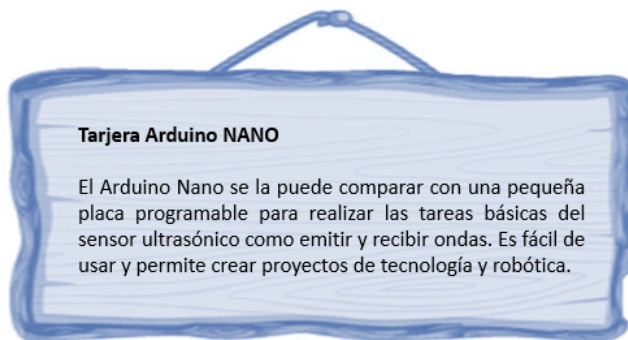 Tarjera Arduino NANO
El Arduino Nano se la puede comparar con una pequeña
placa programable para realizar las tareas básicas del
sensor ultrasónico como emitir y recibir ondas. Es fácil de
usar y permite crear proyectos de tecnología y robótica.